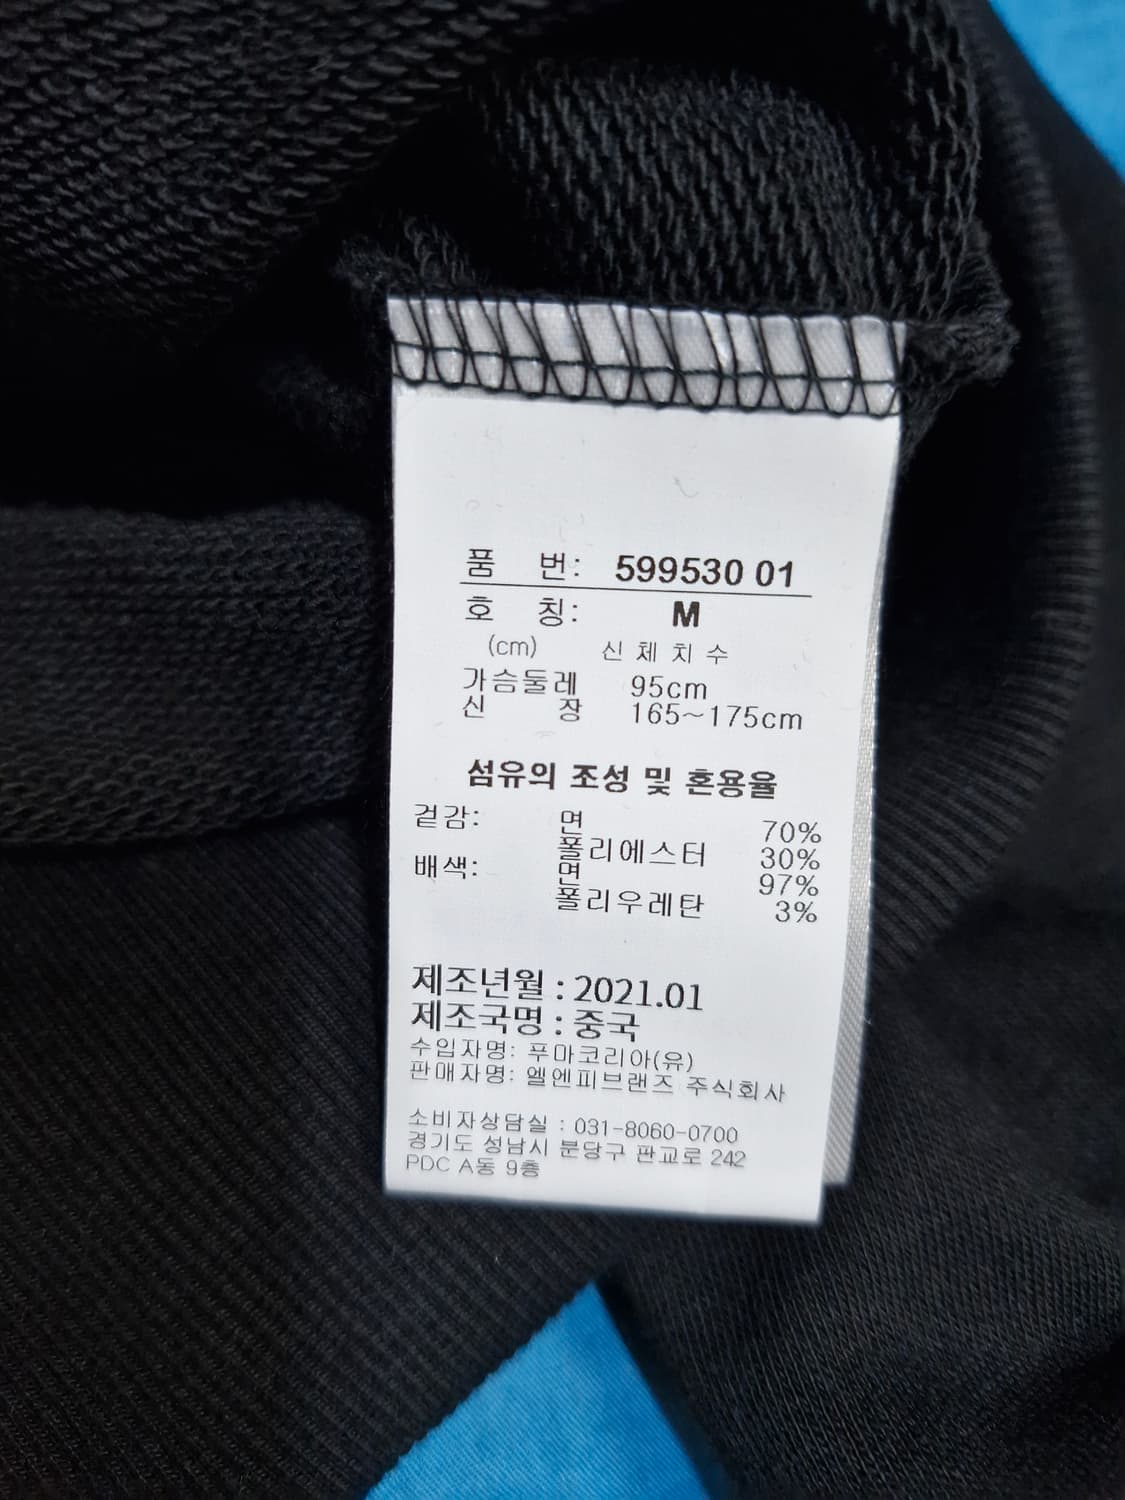 품 번: 599530 01
호 칭: M
(cm) 신 체 치 수
가슴둘레 95cm
신 장 165~175cm
섬유의 조성 및 혼용율
겉감: 면 70%
폴리에스터 30%
배색: 면 97%
폴리우레탄 3%
제조년월 : 2021.01
제조국명 : 중국
수입자명: 푸마코리아(유)
판매자명: 엘엔피브랜즈 주식회사
소비자상담실 : 031-8060-0700
경기도 성남시 분당구 판교로 242
PDC A동 9층